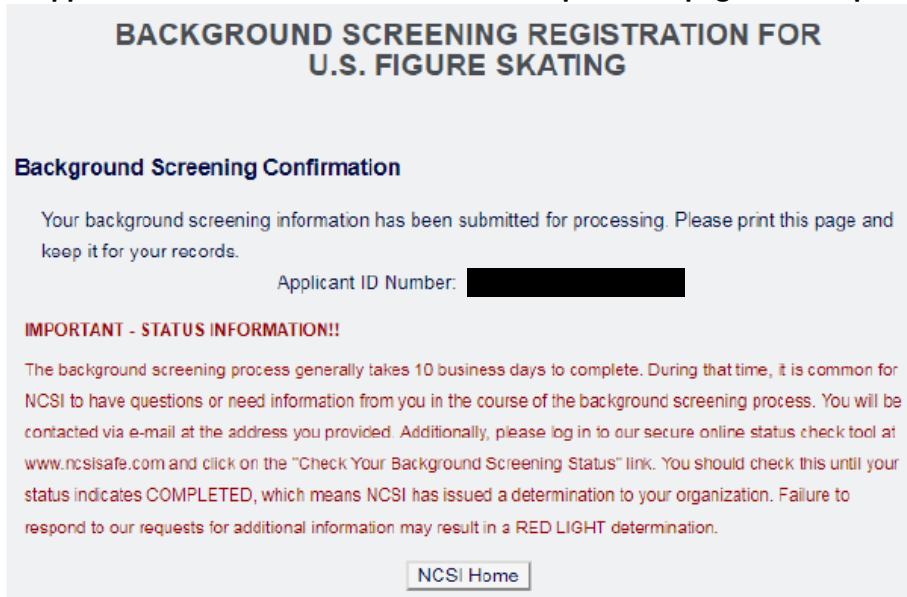 BACKGROUND SCREENING REGISTRATION FOR
U.S. FIGURE SKATING
Background Screening Confirmation
Your background screening information has been submitted for processing. Please print this page and
keep it for your records.
Applicant ID Number:
IMPORTANT - STATUS INFORMATION!!
The background screening process generally takes 10 business days to complete. During that time, it is common for
NCSI to have questions or need information from you in the course of the background screening process. You will be
contacted via e-mail at the address you provided. Additionally, please log in to our secure online status check tool at
www.ncsisafe.com and click on the "Check Your Background Screening Status" link. You should check this until your
status indicates COMPLETED, which means NCSI has issued a determination to your organization. Failure to
respond to our requests for additional information may result in a RED LIGHT determination.
NCSI Home